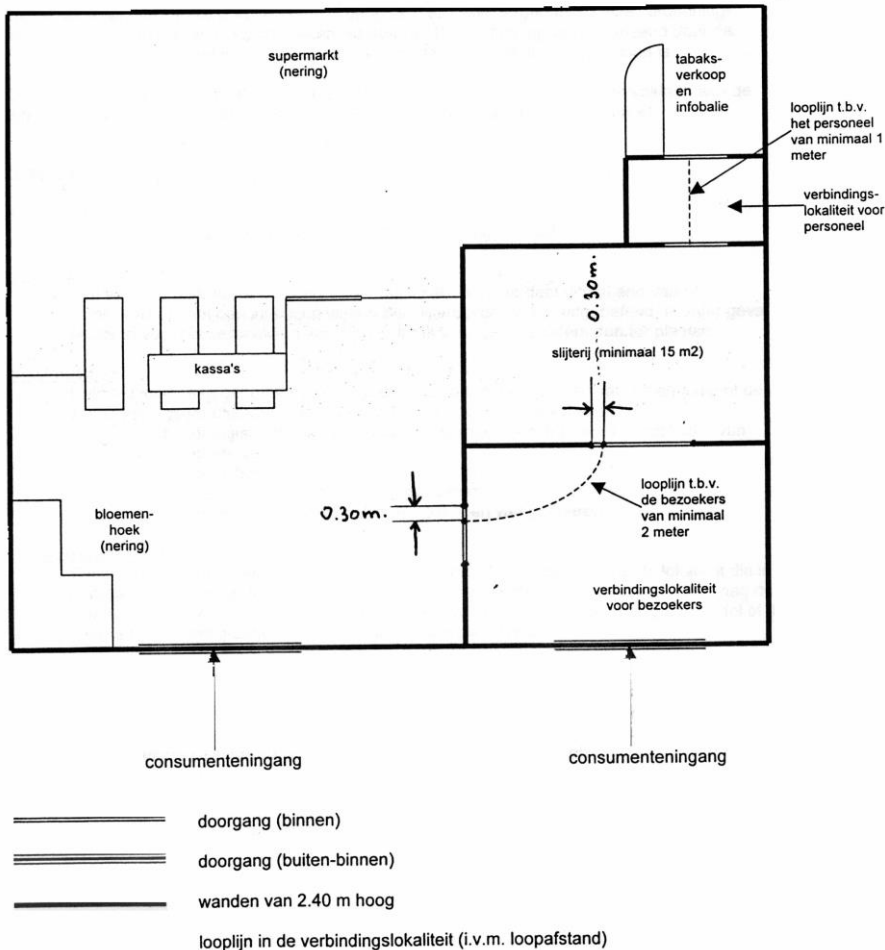 supermarkt
(nering)
tabaks-
verkoop
en
infobalie
looplijn t.b.v.
het personeel
van minimaal 1
meter
verbindings-
lokaliteit voor
personeel
0.30m.
slijterij (minimaal 15 m2)
kassa's
looplijn t.b.v.
de bezoekers
van minimaal
2 meter
0.30m.
bloemen-
hoek
(nering)
verbindingslokaliteit
voor bezoekers
consumenteningang
consumenteningang
doorgang (binnen)
doorgang (buiten-binnen)
wanden van 2.40 m hoog
looplijn in de verbindingslokaliteit (i.v.m. loopafstand)